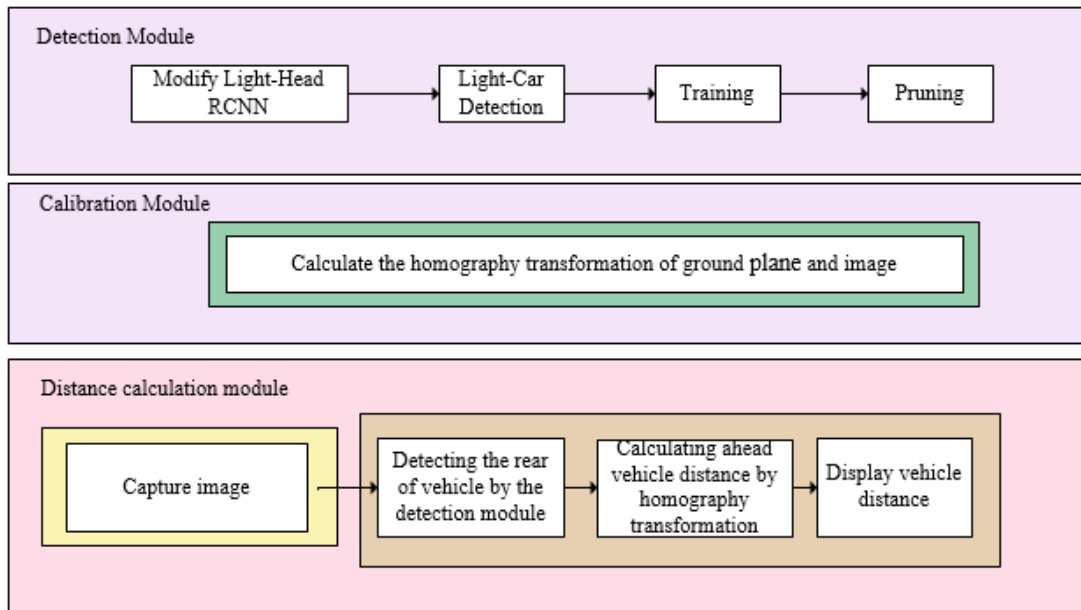 Detection Module
Modify Light-Head
RCNN
Light-Car
Detection
Training
Pruning
Calibration Module
Calculate the homography transformation of ground plane and image
Distance calculation module
Capture image
Detecting the rear
of vehicle by the
detection module
Calculating ahead
vehicle distance by
homography
transformation
Display vehicle
distance